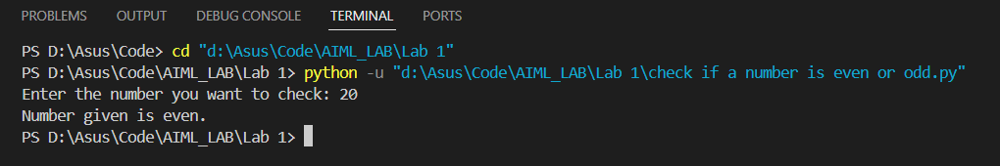 PROBLEMS OUTPUT DEBUG CONSOLE TERMINAL PORTS
PS D:\Asus\Code> cd "d:\Asus\Code\AIML_LAB\Lab 1"
PS D:\Asus\Code\AIML_LAB\Lab 1> python -u "d:\Asus\Code\AIML_LAB\Lab 1\check if a number is even or odd.py"
Enter the number you want to check: 20
Number given is even.
PS D:\Asus\Code\AIML_LAB\Lab 1>